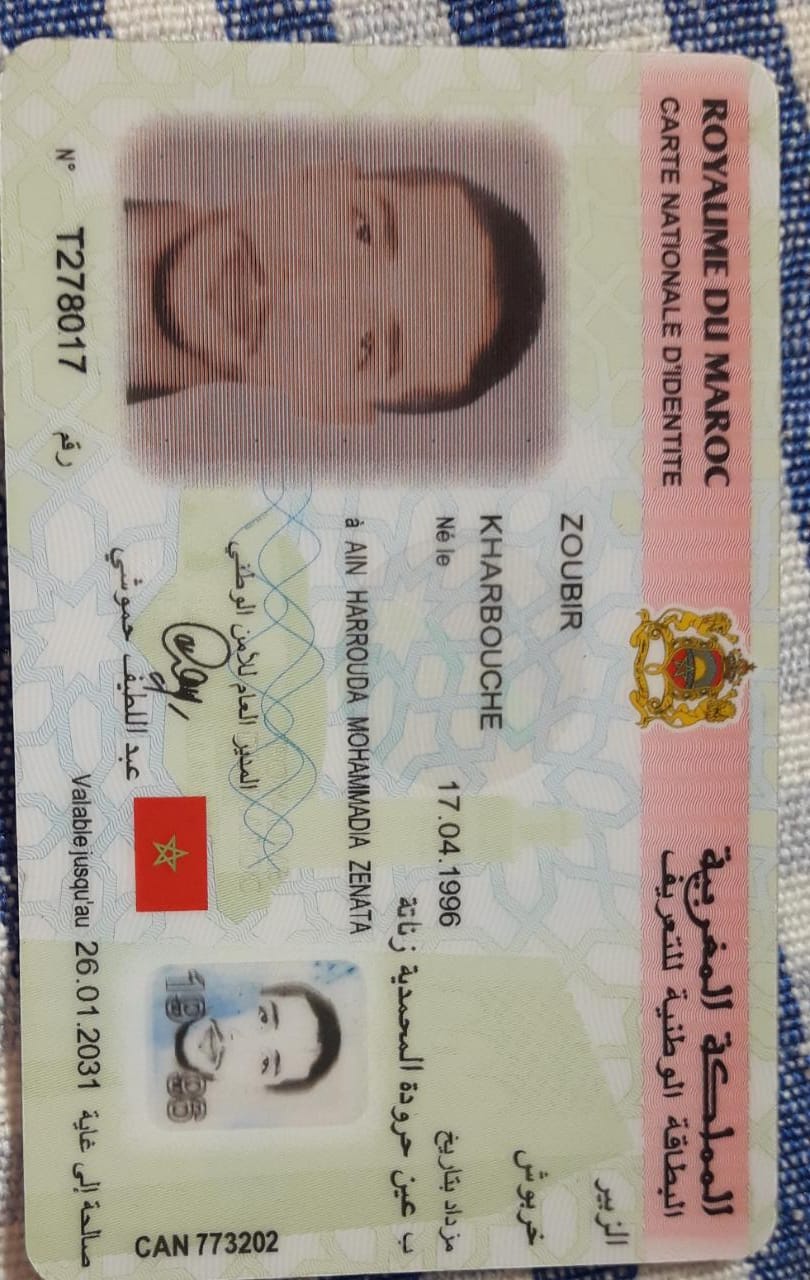 ROYAUME DU MAROC
المملكة المغربية
CARTE NATIONALE D'IDENTITE
البطاقة الوطنية للتعريف
ZOUBIR
الزبير
KHARBOUCHE
خربوش
Né le 17.04.1996 مزداد بتاريخ
ب عين حرودة المحمدية زناتة
à AIN HARROUDA MOHAMMADIA ZENATA
المدير العام للأمن الوطني
عبد اللطيف حموشي
N° T278017 رقم
Valable jusqu'au 26.01.2031 صالحة إلى غاية
CAN 773202